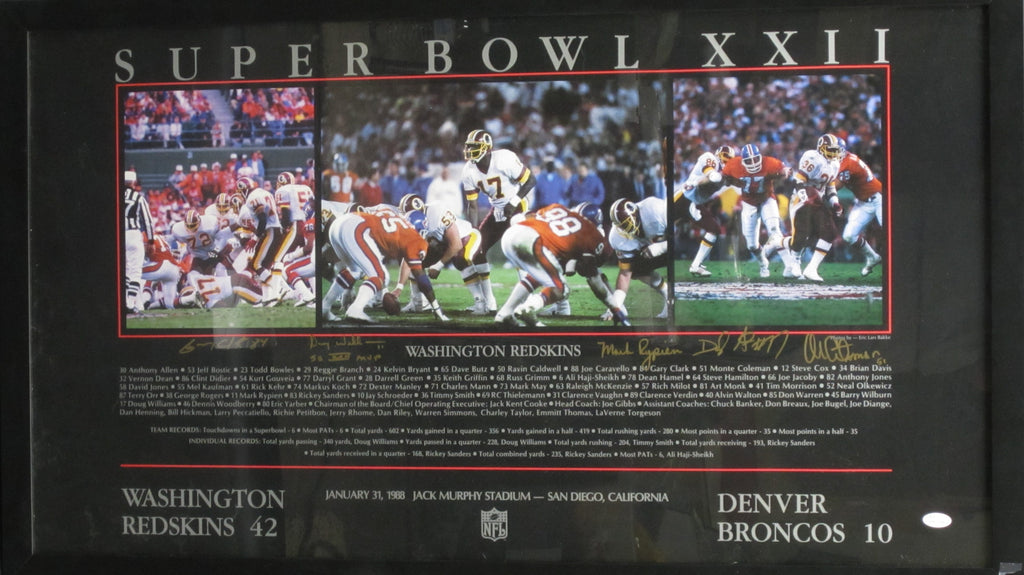 SUPER BOWL XXII
Photo by — Eric Lars Bakke
Mark Rypien
WASHINGTON REDSKINS
30 Anthony Allen • 53 Jeff Bostic • 23 Todd Bowles • 29 Reggie Branch • 24 Kelvin Bryant • 65 Dave Butz • 50 Ravin Caldwell • 88 Joe Caravello • 84 Gary Clark • 51 Monte Coleman • 12 Steve Cox • 34 Brian Davis
32 Vernon Dean • 86 Clint Didier • 54 Kurt Gouveia • 77 Darryl Grant • 28 Darrell Green • 35 Keith Griffin • 68 Russ Grimm • 6 Ali Haji-Sheikh • 78 Dean Hamel • 64 Steve Hamilton • 66 Joe Jacoby • 82 Anthony Jones
58 David Jones • 55 Mel Kaufman • 61 Rick Kehr • 74 Markus Koch • 72 Dexter Manley • 71 Charles Mann • 73 Mark May • 63 Raleigh McKenzie • 57 Rich Milot • 81 Art Monk • 41 Tim Morrison • 52 Neal Olkewicz
87 Terry Orr • 38 George Rogers • 11 Mark Rypien • 83 Ricky Sanders • 10 Jay Schroeder • 36 Timmy Smith • 69 RC Thielemann • 31 Clarence Vaughn • 89 Clarence Verdin • 40 Alvin Walton • 85 Don Warren • 45 Barry Wilburn
17 Doug Williams • 46 Dennis Woodberry • 80 Eric Yarber • Chairman of the Board/Chief Operating Executive: Jack Kent Cooke • Head Coach: Joe Gibbs • Assistant Coaches: Chuck Banker, Don Breaux, Joe Bugel, Joe Diange,
Dan Henning, Bill Hickman, Larry Peccatiello, Richie Petitbon, Jerry Rhome, Dan Riley, Warren Simmons, Charley Taylor, Emmitt Thomas, LaVerne Torgeson
TEAM RECORDS: Touchdowns in a Superbowl - 6 • Most PATs - 6 • Total yards - 602 • Yards gained in a quarter - 356 • Yards gained in a half - 419 • Total rushing yards - 280 • Most points in a quarter - 35 • Most points in a half - 35
INDIVIDUAL RECORDS: Total yards passing - 340 yards, Doug Williams • Yards passed in a quarter - 228, Doug Williams • Total yards rushing - 204, Timmy Smith • Total yards receiving - 193, Ricky Sanders
• Total yards received in a quarter - 168, Ricky Sanders • Total combined yards - 235, Ricky Sanders • Most PATs - 6, Ali Haji-Sheikh
WASHINGTON
REDSKINS 42
JANUARY 31, 1988 JACK MURPHY STADIUM — SAN DIEGO, CALIFORNIA
NFL
DENVER
BRONCOS 10
17
98
77
72